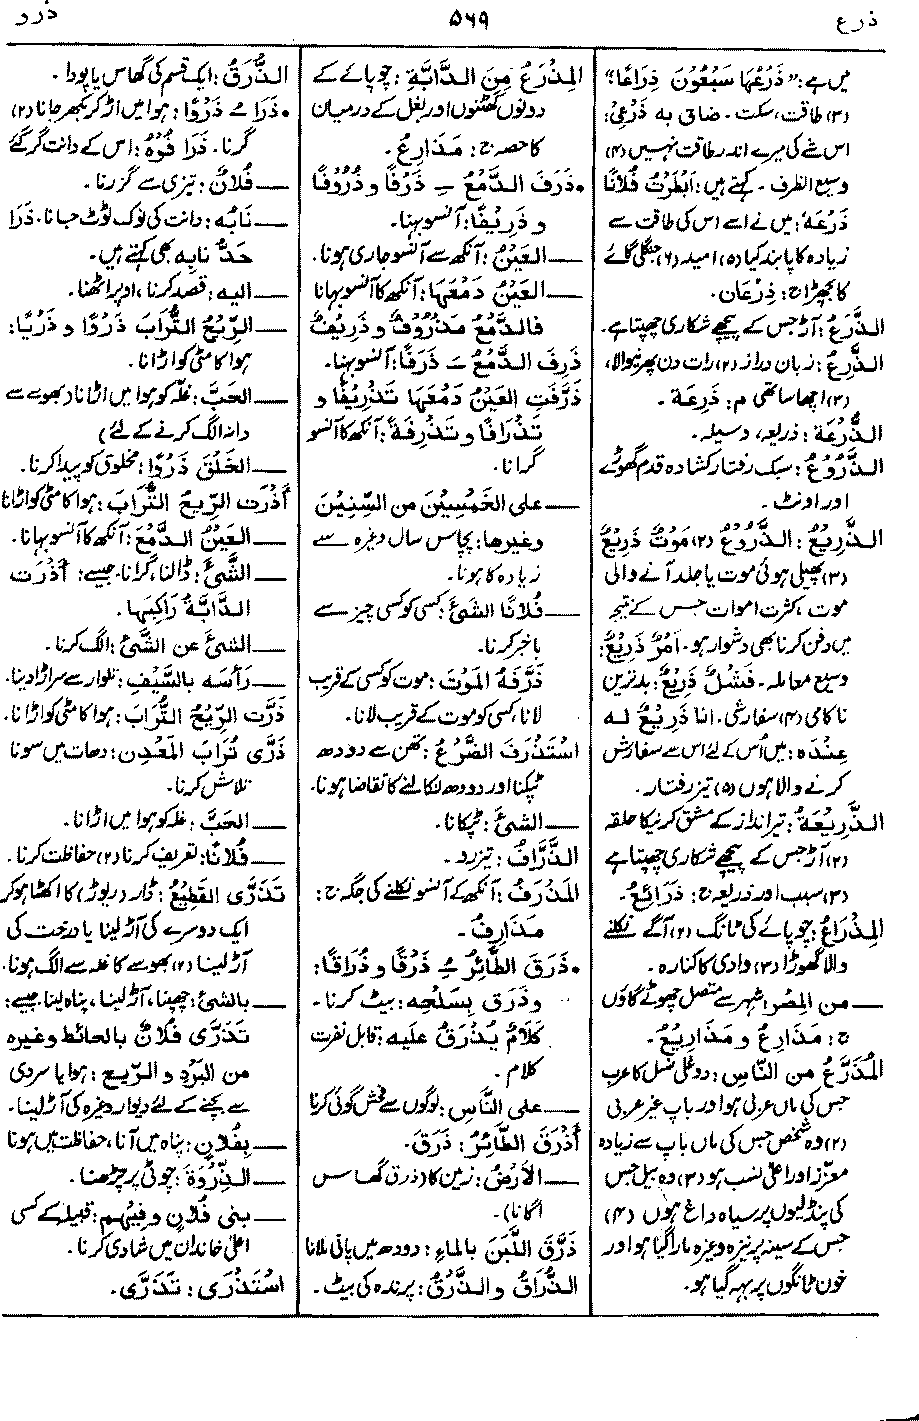 ذرع
۵۶۹
ذرو
میں ہے: ”ذَرْعُهَا سَبْعُوْنَ ذِرَاعًا“
(۳) طاقت، سکت۔ ضاق به ذَرْعِیْ:
اس شے کی میرے اندر طاقت نہیں (۴)
وسیع الظرف۔ کہتے ہیں: اَبْطَرْتُ فُلَانًا
ذَرْعَهٗ: میں نے اسے اس کی طاقت سے
زیادہ کا پابند کیا (۵) امید (۶) جنگلی گائے
کا بچھڑا ج: ذِرْعَان۔
الذَّرَعُ: آڑ جس کے پیچھے شکاری چھپتا ہے۔
الذَّرِعُ: زبان دراز (۲) رات دن پھرنیوالا،
(۳) اچھا ساتھی م: ذَرِعَة۔
الذُّرْعَة: ذریعہ، وسیلہ۔
الذَّرُوْعُ: سبک رفتار کشادہ قدم گھوڑے
اور اونٹ۔
الذَّرِيْعُ: الذَّرُوْعُ (۲) مَوْتٌ ذَرِيْعٌ
(۳) پھیلی ہوئی موت یا جلد آنے والی
موت، کثرت اموات جس کے نتیجہ
میں دفن کرنا بھی دشوار ہو۔ اَمْرٌ ذَرِيْعٌ:
وسیع معاملہ۔ فَشَلٌ ذَرِيْعٌ: بدترین
ناکامی (۴) سفارشی۔ انا ذَرِيْعٌ له
عِنْدَه: میں اُس کے لئے اس سے سفارش
کرنے والا ہوں (۵) تیز رفتار۔
الذَّرِيْعَةُ: تیرانداز کے مشق کرنیکا حلقہ
(۲) آڑ جس کے پیچھے شکاری چھپتا ہے
(۳) سبب اور ذریعہ ج: ذَرَائِعُ۔
المِذْرَاعُ: چوپائے کی ٹانگ (۲) آگے نکلنے
والا گھوڑا (۳) وادی کا کنارہ۔
— من المِصْر: شہر سے متصل چھوٹے گاؤں
ج: مَذَارِعُ و مَذَارِيْعُ۔
المُذَرَّعُ من النَّاس: دوغلی نسل کا عرب
جس کی ماں عربی ہو اور باپ غیر عربی
(۲) وہ شخص جس کی ماں باپ سے زیادہ
معزز اور اعلیٰ نسب ہو (۳) وہ بیل جس
کی پنڈلیوں پر سیاہ داغ ہوں (۴)
جس کے سینہ پر نیزہ وغیرہ مارا گیا ہو اور
خون ٹانگوں پر بہہ گیا ہو۔
المِذْرَعُ مِنَ الدَّابَّةِ: چوپائے کے
دونوں گھٹنوں اور بغل کے درمیان
کا حصہ ج: مَذَارِعُ۔
• ذَرَفَ الدَّمْعُ ـِ ذَرْفًا و ذُرُوْفًا
و ذَرِيْفًا: آنسو بہنا۔
— العَيْنُ: آنکھ سے آنسو جاری ہونا۔
— العَيْنُ دَمْعَهَا: آنکھ کا آنسو بہانا
فالدَّمْعُ مَذْرُوْفٌ و ذَرِيْفٌ
ذَرِفَ الدَّمْعُ ـَ ذَرَفًا: آنسو بہنا۔
ذَرَّفَتِ العَيْنُ دَمْعَهَا تَذْرِيْفًا و
تَذْرَافًا و تَذْرِفَةً: آنکھ کا آنسو
گرانا۔
— على الخَمْسِيْنَ من السِّنِيْنَ
وغيرها: پچاس سال وغیرہ سے
زیادہ کا ہونا۔
— فُلَانًا الشَّئَ: کسی کو کسی چیز سے
باخبر کرنا۔
ذَرَّفَهُ المَوْتَ: موت کو کسی کے قریب
لانا، کسی کو موت کے قریب لانا۔
اسْتَذْرَفَ الضَّرْعُ: تھن سے دودھ
ٹپکنا اور دودھ نکالنے کا تقاضا ہونا۔
— الشئَ: ٹپکانا۔
الذَّرَّافُ: تیزرو۔
المَذْرَفُ: آنکھ کے آنسو نکلنے کی جگہ ج:
مَذَارِفُ۔
• ذَرَقَ الطَّائِرُ ـُِ ذَرْقًا و ذُرَاقًا:
و ذَرَقَ بِسَلْحِهٖ: بیٹ کرنا۔
كَلَامٌ يُذْرَقُ عليه: قابل نفرت
کلام۔
— على النَّاسِ: لوگوں سے فحش گوئی کرنا
أَذْرَقَ الطَّائِرُ: ذَرَقَ۔
— الأَرْضُ: زمین کا (ذرق گھاس
اگانا)۔
ذَرَّقَ اللَّبَنَ بالماءِ: دودھ میں پانی ملانا
الذُّرَاقُ و الذَّرْقُ: پرندہ کی بیٹ۔
الذُّرَقُ: ایک قسم کی گھاس یا پودا۔
• ذَرَا ـُ ذَرْوًا: ہوا میں اڑ کر بکھر جانا (۲)
گرنا۔ ذَرَا فُوْهُ: اس کے دانت گر گئے
— فُلَانٌ: تیزی سے گزرنا۔
— نَابُه: دانت کی نوک ٹوٹ جانا۔ ذَرَا
حَدُّ نابِه بھی کہتے ہیں۔
— اليه: قصد کرنا، اوپر اٹھنا۔
— الرِّيْحُ التُّرَابَ ذَرْوًا و ذَرْيًا:
ہوا کا مٹی کو اڑانا۔
— الحَبَّ: غلہ کو ہوا میں اڑانا (بھوسے سے
دانہ الگ کرنے کے لئے)
— الخَلْقَ ذَرْوًا: مخلوق کو پیدا کرنا۔
أَذْرَتِ الرِّيْحُ التُّرَابَ: ہوا کا مٹی کو اڑانا
— العَيْنُ الدَّمْعَ: آنکھ کا آنسو بہانا۔
— الشَّئَ: ڈالنا، گرانا۔ جیسے: أَذْرَتِ
الدَّابَّةُ رَاكِبَهَا۔
— الشئَ عن الشَّئِ: الگ کرنا۔
— رَأْسَه بالسَّيْفِ: تلوار سے سر اڑا دینا۔
ذَرَّتِ الرِّيْحُ التُّرَابَ: ہوا کا مٹی کو اڑانا۔
ذَرَّى تُرَابَ المَعْدِن: دھات میں سونا
تلاش کرنا۔
— الحَبَّ: غلہ کو ہوا میں اڑانا۔
— فُلَانًا: تعریف کرنا (۲) حفاظت کرنا۔
تَذَرَّى القَطِيْعُ: ڈار (ریوڑ) کا اکٹھا ہو کر
ایک دوسرے کی آڑ لینا یا درخت کی
آڑ لینا (۲) بھوسے کا غلہ سے الگ ہونا۔
— بالشئِ: چھپنا، آڑ لینا، پناہ لینا، جیسے:
تَذَرَّى فُلَانٌ بالحائط وغيره
من البَرْدِ و الرِّيح: ہوا یا سردی
سے بچنے کے لئے دیوار وغیرہ کی آڑ لینا۔
— بِفُلَانٍ: پناہ میں آنا، حفاظت میں ہونا
— الذِّرْوَةَ: چوٹی پر چڑھنا۔
— بنى فُلَانٍ و فِيْهِم: قبیلے کے کسی
اعلیٰ خاندان میں شادی کرنا۔
اسْتَذْرَى: تَذَرَّى۔